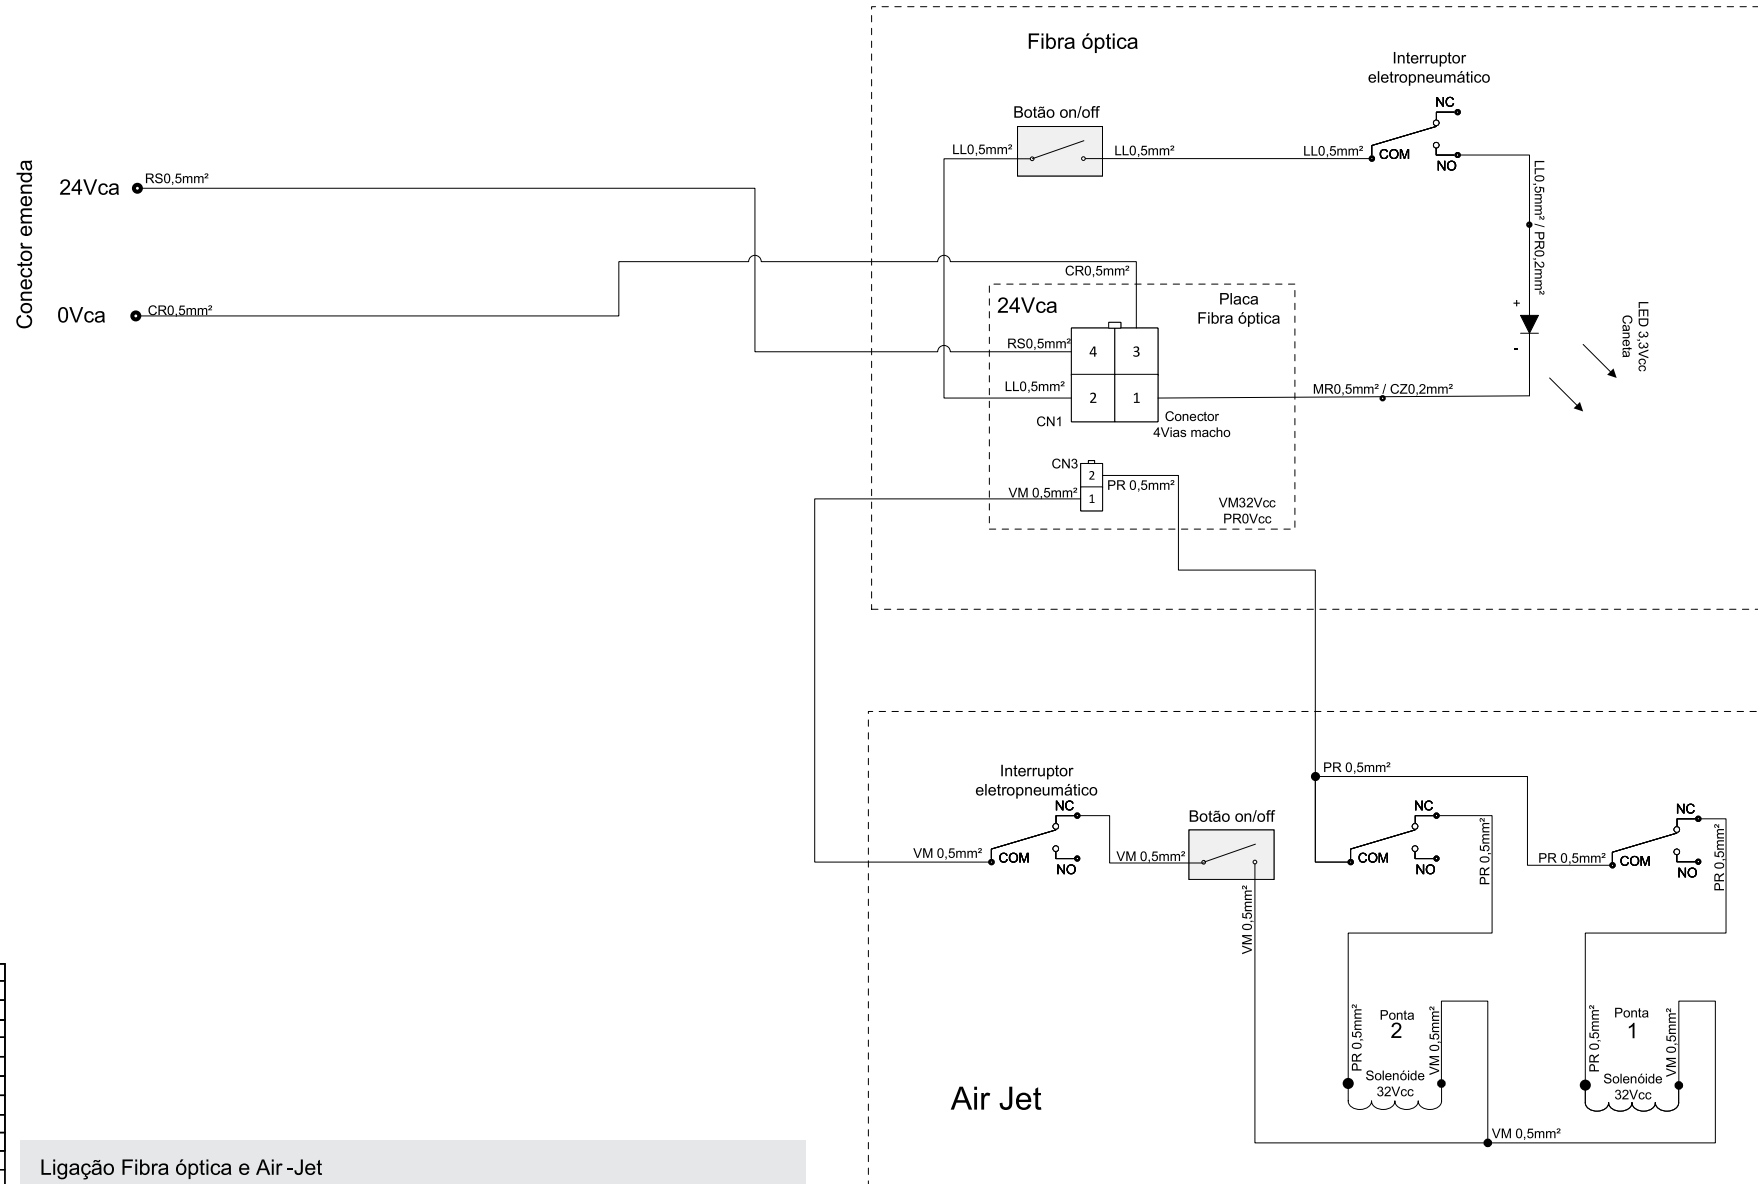 Fibra óptica
Interruptor
eletropneumático
NC
Botão on/off
LL0,5mm²
LL0,5mm²
LL0,5mm²
COM
NO
LL0,5mm² / PR0,2mm²
Conector emenda
24Vca
RS0,5mm²
0Vca
CR0,5mm²
CR0,5mm²
24Vca
Placa
Fibra óptica
RS0,5mm²
4
3
LL0,5mm²
2
1
CN1
Conector
4Vias macho
MR0,5mm² / CZ0,2mm²
+
-
LED 3,3Vcc
Caneta
CN3
2
1
VM 0,5mm²
PR 0,5mm²
VM32Vcc
PR0Vcc
Interruptor
eletropneumático
NC
VM 0,5mm²
COM
NO
VM 0,5mm²
Botão on/off
VM 0,5mm²
PR 0,5mm²
NC
COM
NO
PR 0,5mm²
PR 0,5mm²
NC
COM
NO
PR 0,5mm²
PR 0,5mm²
Ponta
2
VM 0,5mm²
Solenóide
32Vcc
PR 0,5mm²
Ponta
1
VM 0,5mm²
Solenóide
32Vcc
VM 0,5mm²
Air Jet
Ligação Fibra óptica e Air -Jet